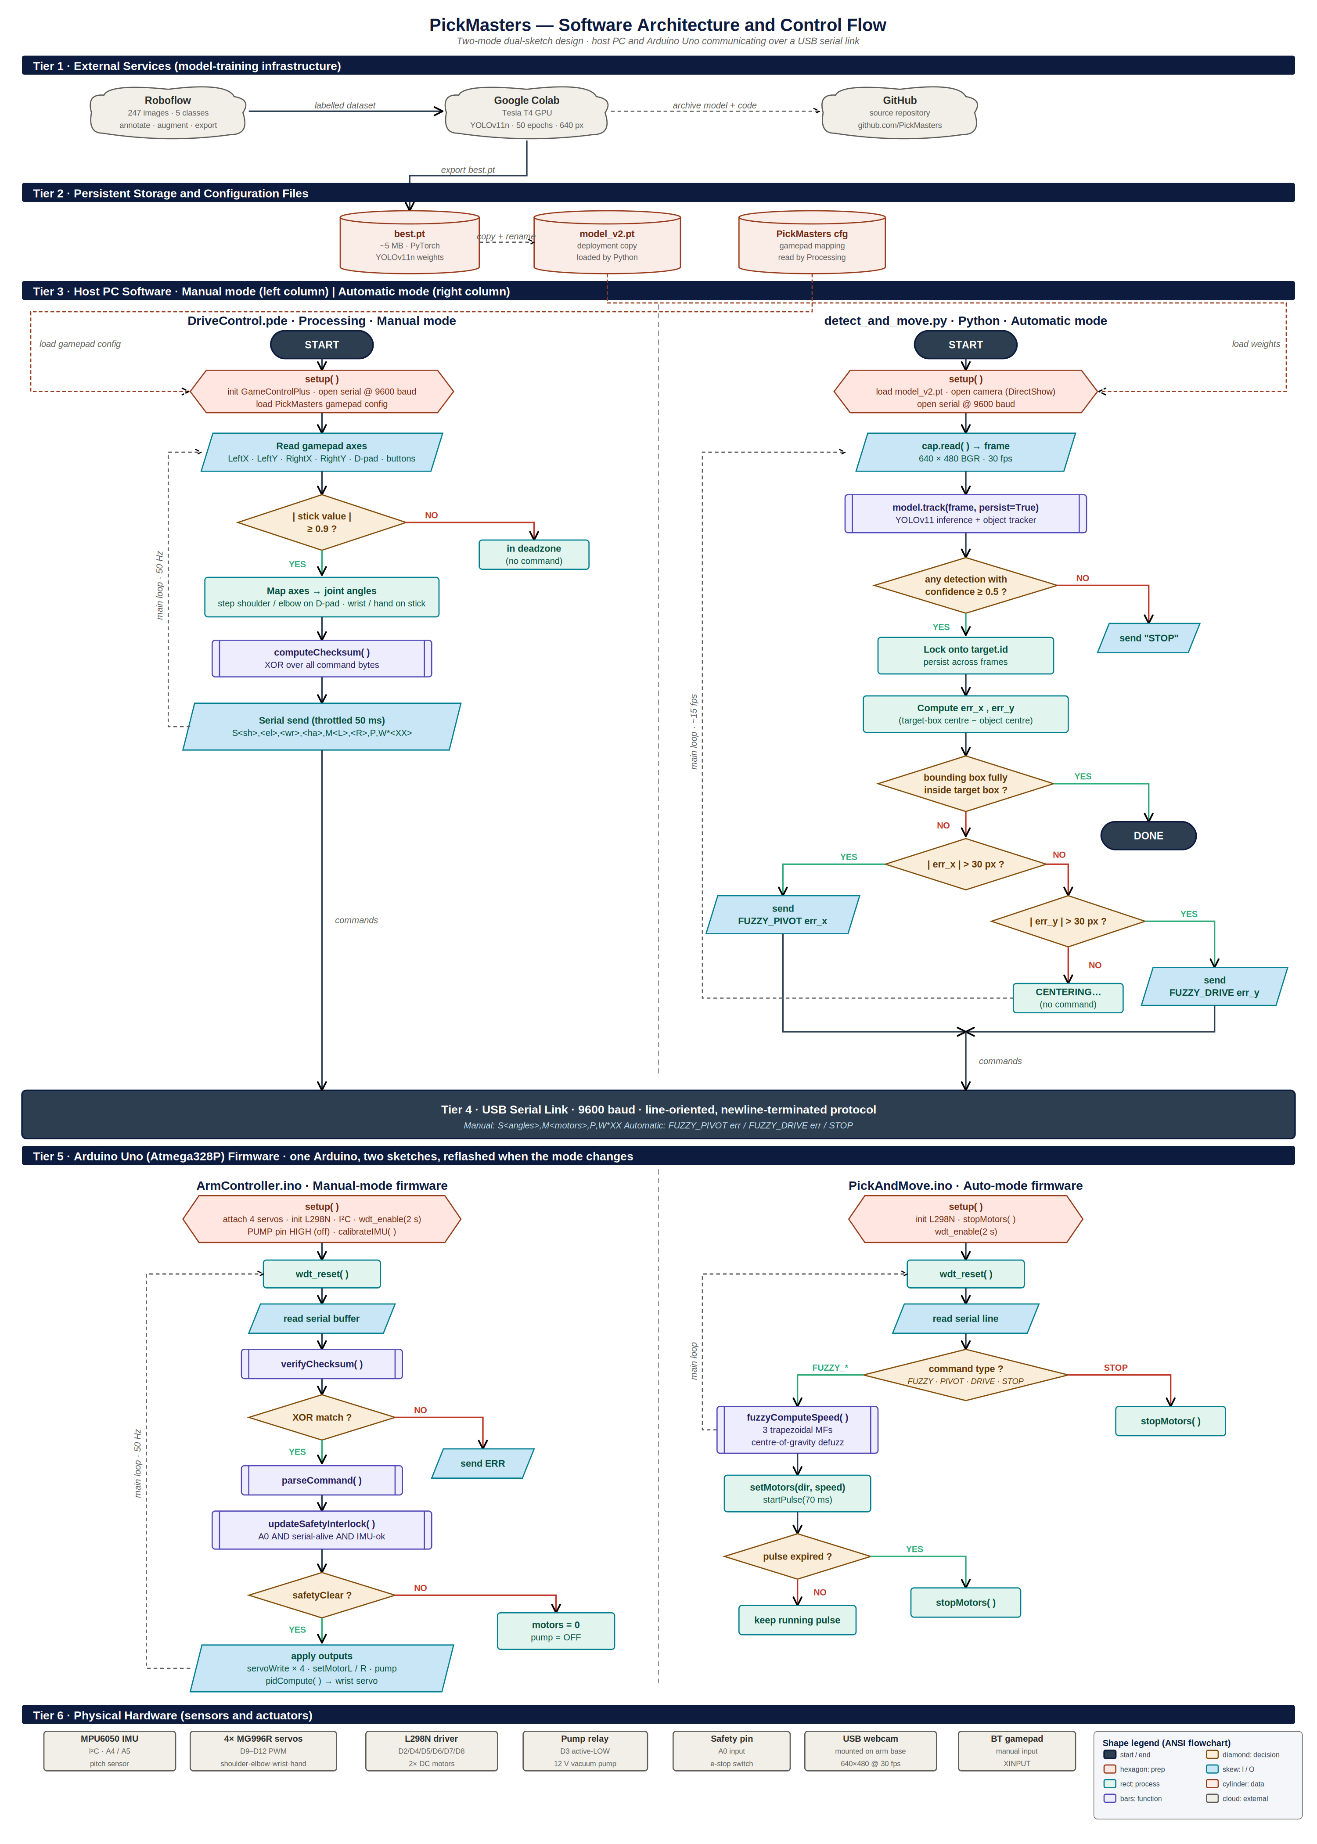 PickMasters — Software Architecture and Control Flow
Two-mode dual-sketch design · host PC and Arduino Uno communicating over a USB serial link
Tier 1 · External Services (model-training infrastructure)
Roboflow
247 images · 5 classes
annotate · augment · export
labelled dataset
Google Colab
Tesla T4 GPU
YOLOv11n · 50 epochs · 640 px
archive model + code
GitHub
source repository
github.com/PickMasters
export best.pt
Tier 2 · Persistent Storage and Configuration Files
best.pt
~5 MB · PyTorch
YOLOv11n weights
copy + rename
model_v2.pt
deployment copy
loaded by Python
PickMasters cfg
gamepad mapping
read by Processing
Tier 3 · Host PC Software · Manual mode (left column) | Automatic mode (right column)
DriveControl.pde · Processing · Manual mode
load gamepad config
START
setup( )
init GameControlPlus · open serial @ 9600 baud
load PickMasters gamepad config
Read gamepad axes
LeftX · LeftY · RightX · RightY · D-pad · buttons
| stick value |
≥ 0.9 ?
NO
in deadzone
(no command)
YES
main loop · 50 Hz
Map axes → joint angles
step shoulder / elbow on D-pad · wrist / hand on stick
computeChecksum( )
XOR over all command bytes
Serial send (throttled 50 ms)
S<sh>,<el>,<wr>,<ha>,M<L>,<R>,P,W*<XX>
commands
detect_and_move.py · Python · Automatic mode
load weights
START
setup( )
load model_v2.pt · open camera (DirectShow)
open serial @ 9600 baud
cap.read( ) → frame
640 × 480 BGR · 30 fps
model.track(frame, persist=True)
YOLOv11 inference + object tracker
any detection with
confidence ≥ 0.5 ?
NO
send "STOP"
YES
Lock onto target.id
persist across frames
main loop · ~15 fps
Compute err_x , err_y
(target-box centre − object centre)
bounding box fully
inside target box ?
YES
DONE
NO
| err_x | > 30 px ?
YES
NO
send
FUZZY_PIVOT err_x
| err_y | > 30 px ?
YES
NO
send
FUZZY_DRIVE err_y
CENTERING…
(no command)
commands
Tier 4 · USB Serial Link · 9600 baud · line-oriented, newline-terminated protocol
Manual: S<angles>,M<motors>,P,W*XX Automatic: FUZZY_PIVOT err / FUZZY_DRIVE err / STOP
Tier 5 · Arduino Uno (Atmega328P) Firmware · one Arduino, two sketches, reflashed when the mode changes
ArmController.ino · Manual-mode firmware
setup( )
attach 4 servos · init L298N · I²C · wdt_enable(2 s)
PUMP pin HIGH (off) · calibrateIMU( )
wdt_reset( )
read serial buffer
verifyChecksum( )
XOR match ?
NO
send ERR
YES
main loop · 50 Hz
parseCommand( )
updateSafetyInterlock( )
A0 AND serial-alive AND IMU-ok
safetyClear ?
NO
motors = 0
pump = OFF
YES
apply outputs
servoWrite × 4 · setMotorL / R · pump
pidCompute( ) → wrist servo
PickAndMove.ino · Auto-mode firmware
setup( )
init L298N · stopMotors( )
wdt_enable(2 s)
wdt_reset( )
read serial line
main loop
command type ?
FUZZY · PIVOT · DRIVE · STOP
FUZZY_*
STOP
stopMotors( )
fuzzyComputeSpeed( )
3 trapezoidal MFs
centre-of-gravity defuzz
setMotors(dir, speed)
startPulse(70 ms)
pulse expired ?
YES
stopMotors( )
NO
keep running pulse
Tier 6 · Physical Hardware (sensors and actuators)
MPU6050 IMU
I²C · A4 / A5
pitch sensor
4× MG996R servos
D9–D12 PWM
shoulder-elbow-wrist-hand
L298N driver
D2/D4/D5/D6/D7/D8
2× DC motors
Pump relay
D3 active-LOW
12 V vacuum pump
Safety pin
A0 input
e-stop switch
USB webcam
mounted on arm base
640×480 @ 30 fps
BT gamepad
manual input
XINPUT
Shape legend (ANSI flowchart)
start / end
diamond: decision
hexagon: prep
skew: I / O
rect: process
cylinder: data
bars: function
cloud: external